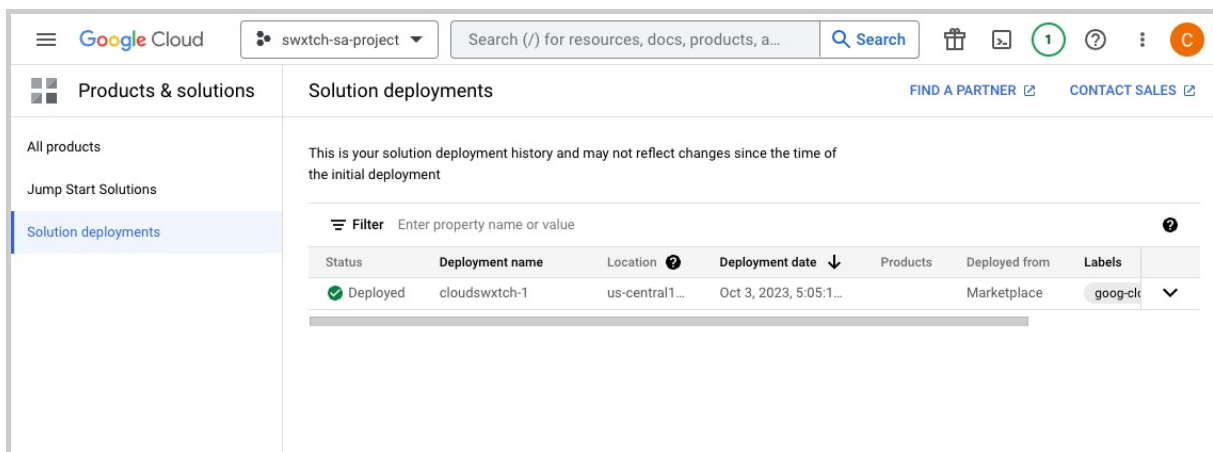 Google Cloud
swxtch-sa-project
Search (/) for resources, docs, products, a...
Search
1
C
Products & solutions
Solution deployments
FIND A PARTNER
CONTACT SALES
All products
Jump Start Solutions
Solution deployments
This is your solution deployment history and may not reflect changes since the time of
the initial deployment
Filter Enter property name or value
Status Deployment name Location Deployment date Products Deployed from Labels
Deployed cloudswxtch-1 us-central1... Oct 3, 2023, 5:05:1... Marketplace goog-clo